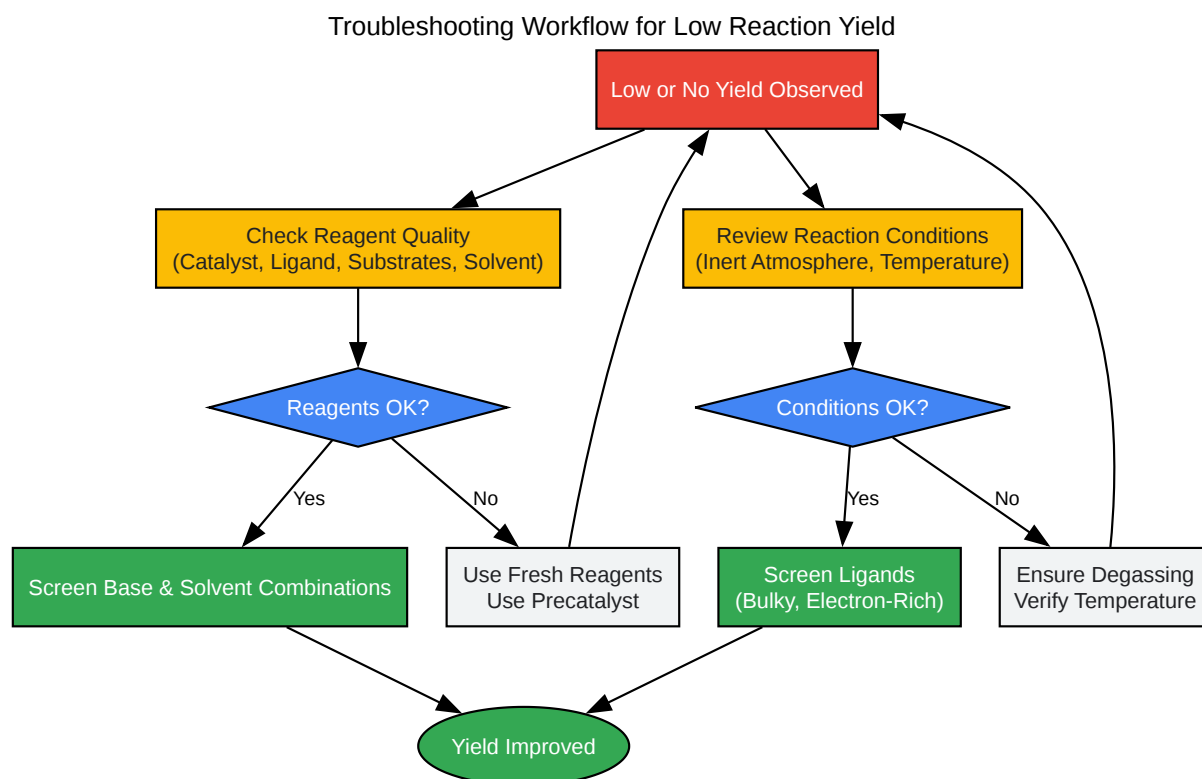 Troubleshooting Workflow for Low Reaction Yield
Low or No Yield Observed
Check Reagent Quality
(Catalyst, Ligand, Substrates, Solvent)
Review Reaction Conditions
(Inert Atmosphere, Temperature)
Reagents OK?
Conditions OK?
Yes
No
Yes
No
Screen Base & Solvent Combinations
Use Fresh Reagents
Use Precatalyst
Screen Ligands
(Bulky, Electron-Rich)
Ensure Degassing
Verify Temperature
Yield Improved